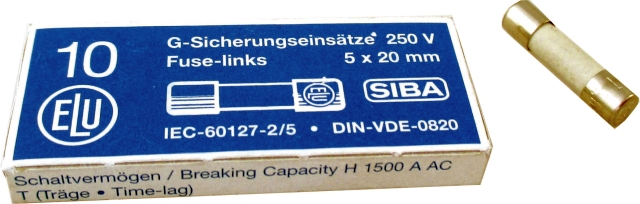 10
G-Sicherungseinsätze 250 V
Fuse-links 5 x 20 mm
ELU
ELU
SIBA
IEC-60127-2/5 • DIN-VDE-0820
Schaltvermögen / Breaking Capacity H 1500 A AC
T (Träge • Time-lag)